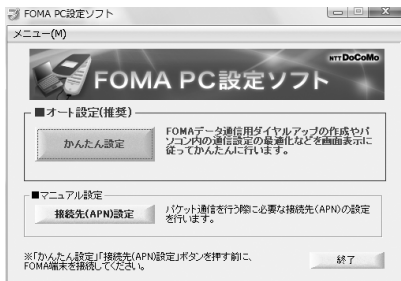 FOMA PC設定ソフト
メニュー(M)
NTT DoCoMo
FOMA PC設定ソフト
■オート設定(推奨)
かんたん設定
FOMAデータ通信用ダイヤルアップの作成やパ
ソコン内の通信設定の最適化などを画面表示に
従ってかんたんに行います。
■マニュアル設定
接続先(APN)設定
パケット通信を行う際に必要な接続先(APN)の設定
を行います。
※「かんたん設定」「接続先(APN)設定」ボタンを押す前に、
FOMA端末を接続してください。
終了